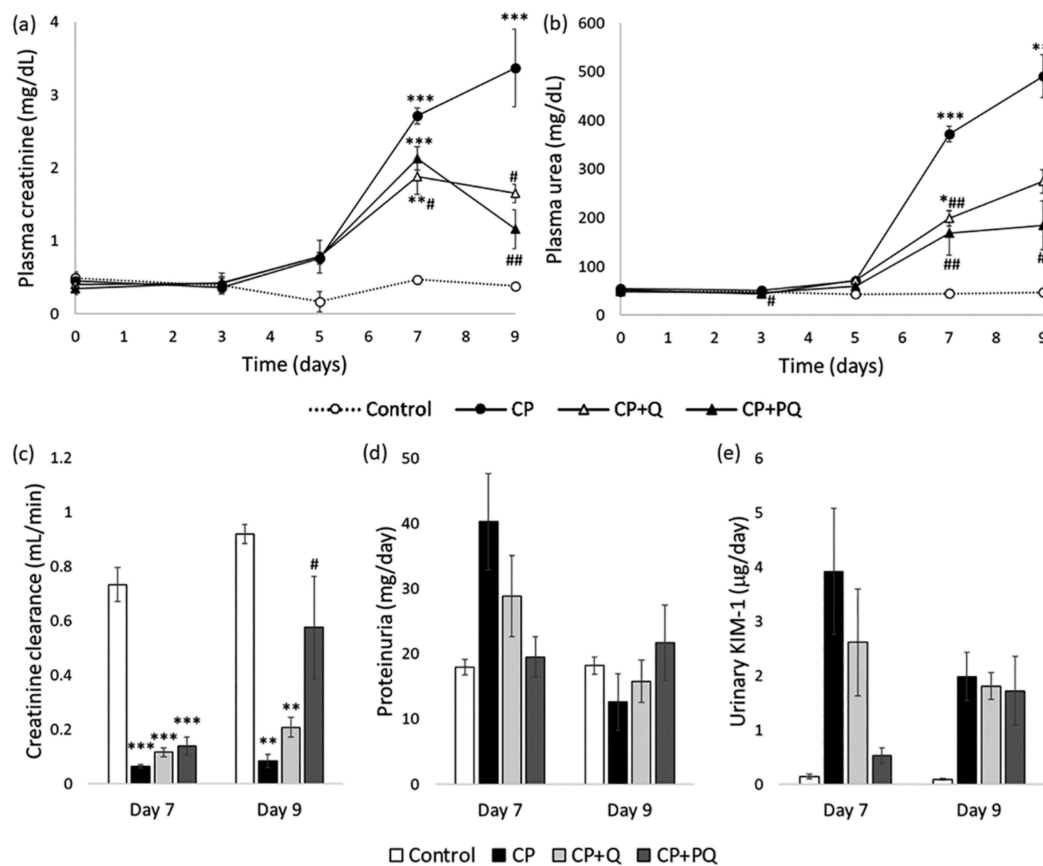 (a)
Plasma creatinine (mg/dL)
4
3
2
1
0
0 1 2 3 4 5 6 7 8 9
Time (days)
***
***
***
**#
#
##
(b)
Plasma urea (mg/dL)
600
500
400
300
200
100
0
0 1 2 3 4 5 6 7 8 9
Time (days)
**
***
*##
##
#
#
Control CP CP+Q CP+PQ
(c)
Creatinine clearance (mL/min)
1.2
1
0.8
0.6
0.4
0.2
0
*** *** ***
** ** #
Day 7 Day 9
(d)
Proteinuria (mg/day)
50
40
30
20
10
0
Day 7 Day 9
(e)
Urinary KIM-1 (μg/day)
6
5
4
3
2
1
0
Day 7 Day 9
Control CP CP+Q CP+PQ